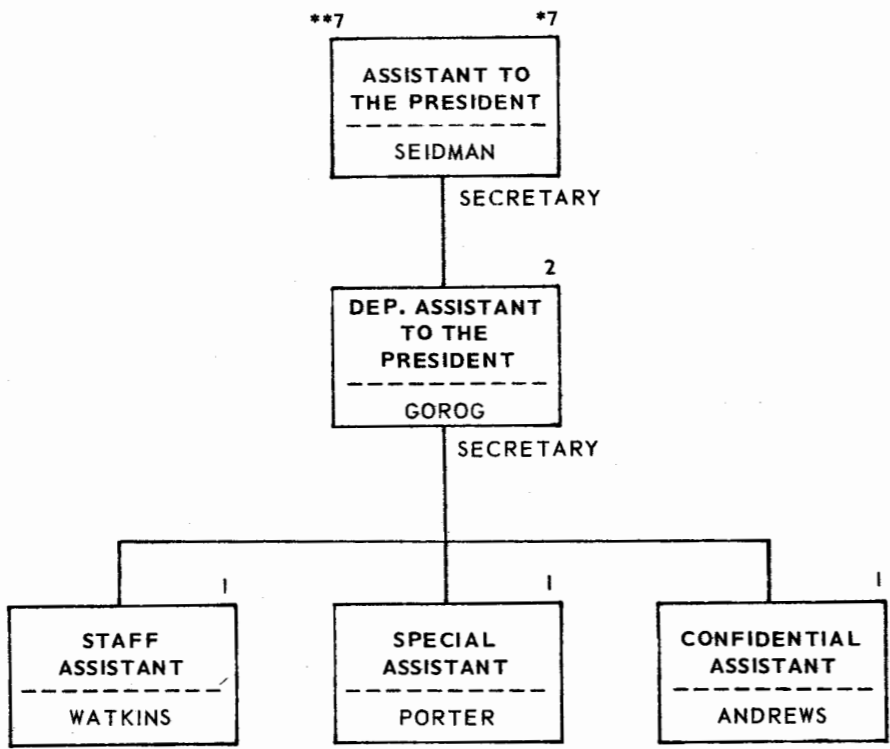 **7 *7
ASSISTANT TO
THE PRESIDENT
SEIDMAN
SECRETARY
2
DEP. ASSISTANT
TO THE
PRESIDENT
GOROG
SECRETARY
1
STAFF
ASSISTANT
WATKINS
1
SPECIAL
ASSISTANT
PORTER
1
CONFIDENTIAL
ASSISTANT
ANDREWS